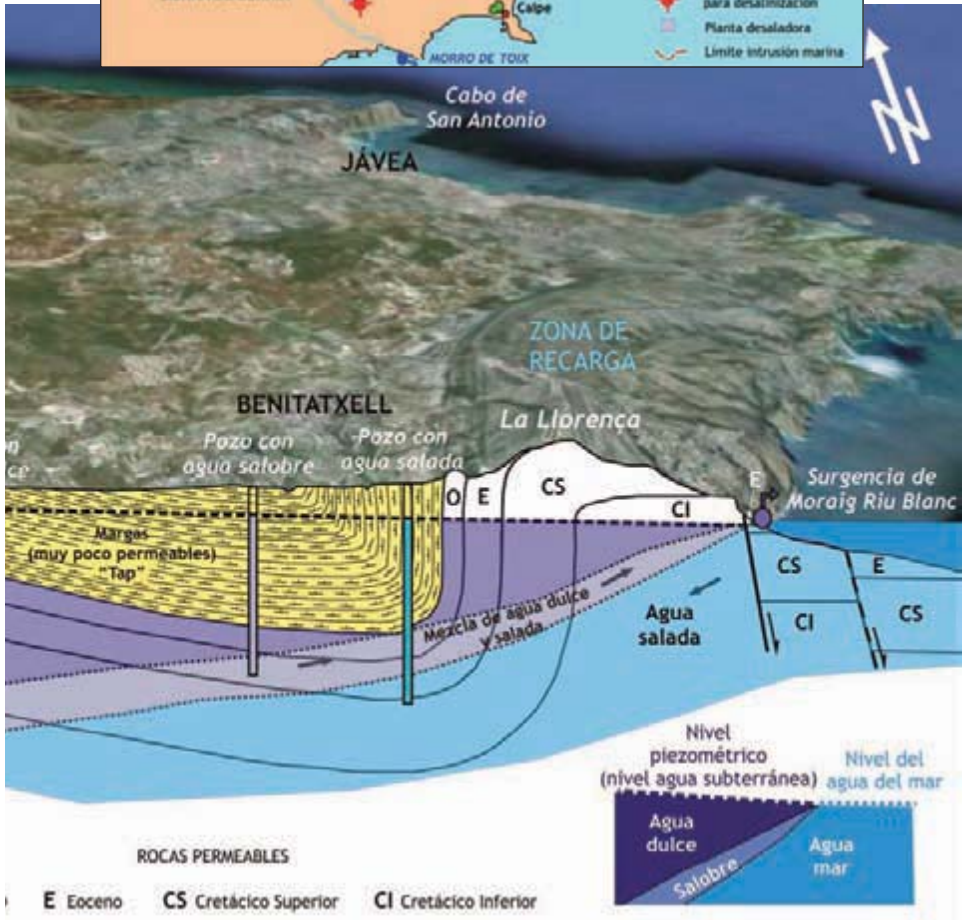 Calpe
MORRO DE TOIX
para desalinización
Planta desaladora
Límite intrusión marina
Cabo de
San Antonio
JÁVEA
ZONA DE
RECARGA
BENITATXELL
La Llorença
Pozo con
agua salobre
Pozo con
agua salada
Surgencia de
Moraig Riu Blanc
O
E
CS
CI
E
Margas
(muy poco permeables)
"Tap"
Mezcla de agua dulce
y salada
Agua
salada
CS
E
CI
CS
Nivel
piezométrico
(nivel agua subterránea)
Nivel del
agua del mar
Agua
dulce
Salobre
Agua
mar
ROCAS PERMEABLES
E Eoceno
CS Cretácico Superior
CI Cretácico Inferior